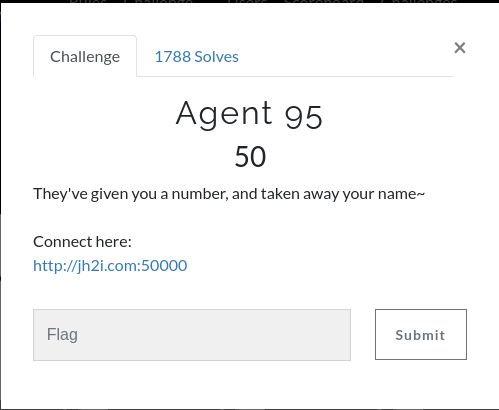 Challenge
1788 Solves
×
Agent 95
50
They've given you a number, and taken away your name~
Connect here:
http://jh2i.com:50000
Flag
Submit